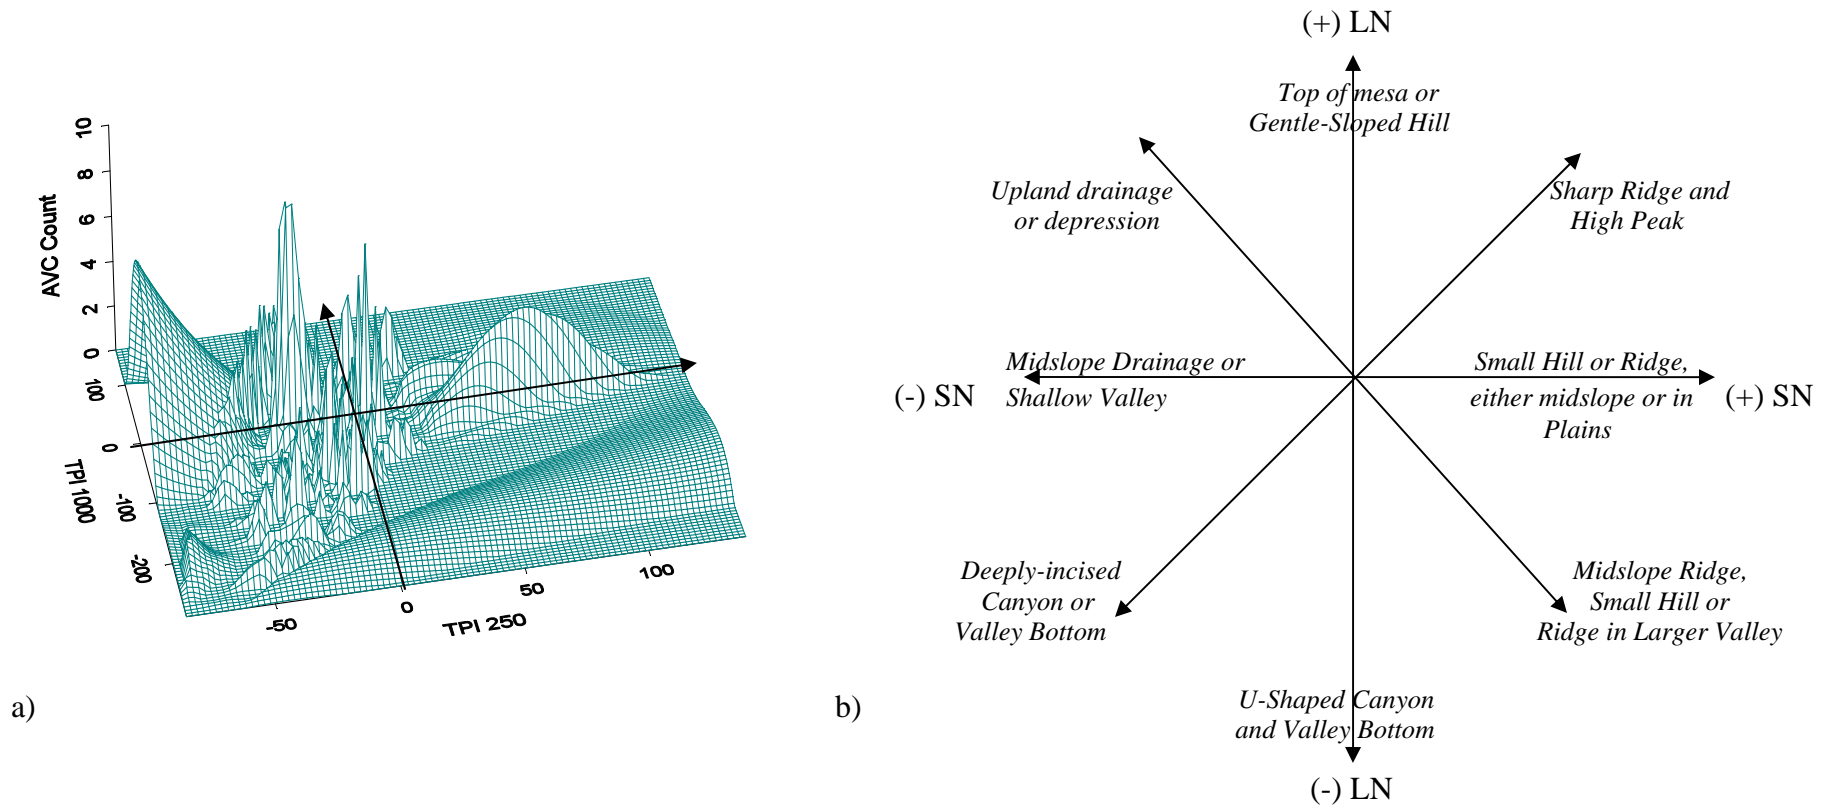 AVC Count
10
8
6
4
2
0
100
0
-100
-200
TPI 1000
-50
0
50
100
TPI 250
a)
(+) LN
Top of mesa or
Gentle-Sloped Hill
Upland drainage
or depression
Sharp Ridge and
High Peak
Midslope Drainage or
Shallow Valley
(-) SN
Small Hill or Ridge,
either midslope or in
Plains
(+) SN
Deeply-incised
Canyon or
Valley Bottom
Midslope Ridge,
Small Hill or
Ridge in Larger Valley
U-Shaped Canyon
and Valley Bottom
(-) LN
b)